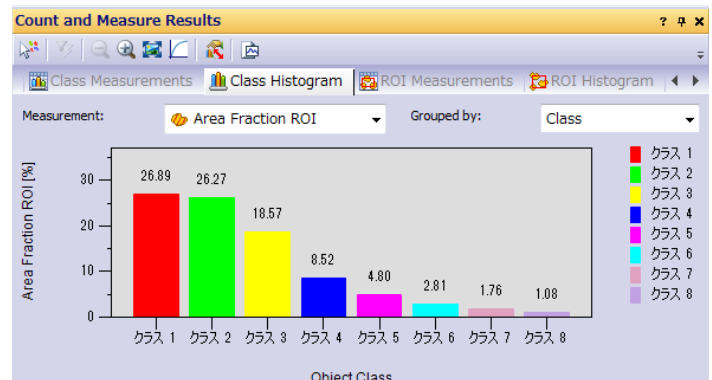 Count and Measure Results
Class Measurements Class Histogram ROI Measurements ROI Histogram
Measurement: Area Fraction ROI Grouped by: Class
Area Fraction ROI [%]
30
20
10
0
26.89
26.27
18.57
8.52
4.80
2.81
1.76
1.08
クラス 1
クラス 2
クラス 3
クラス 4
クラス 5
クラス 6
クラス 7
クラス 8
クラス 1 クラス 2 クラス 3 クラス 4 クラス 5 クラス 6 クラス 7 クラス 8
Object Class